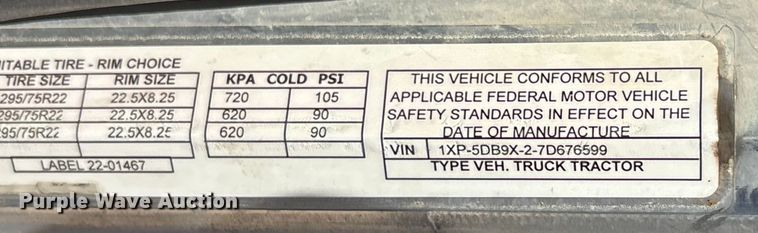 ITABLE TIRE - RIM CHOICE
TIRE SIZE RIM SIZE
295/75R22 22.5X8.25
295/75R22 22.5X8.25
295/75R22 22.5X8.25
LABEL 22-01467
KPA COLD PSI
720 105
620 90
620 90
THIS VEHICLE CONFORMS TO ALL
APPLICABLE FEDERAL MOTOR VEHICLE
SAFETY STANDARDS IN EFFECT ON THE
DATE OF MANUFACTURE
VIN 1XP-5DB9X-2-7D676599
TYPE VEH. TRUCK TRACTOR
Purple Wave Auction